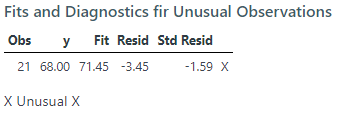 Fits and Diagnostics fir Unusual Observations
Obs y Fit Resid Std Resid
21 68.00 71.45 -3.45 -1.59 X
X Unusual X